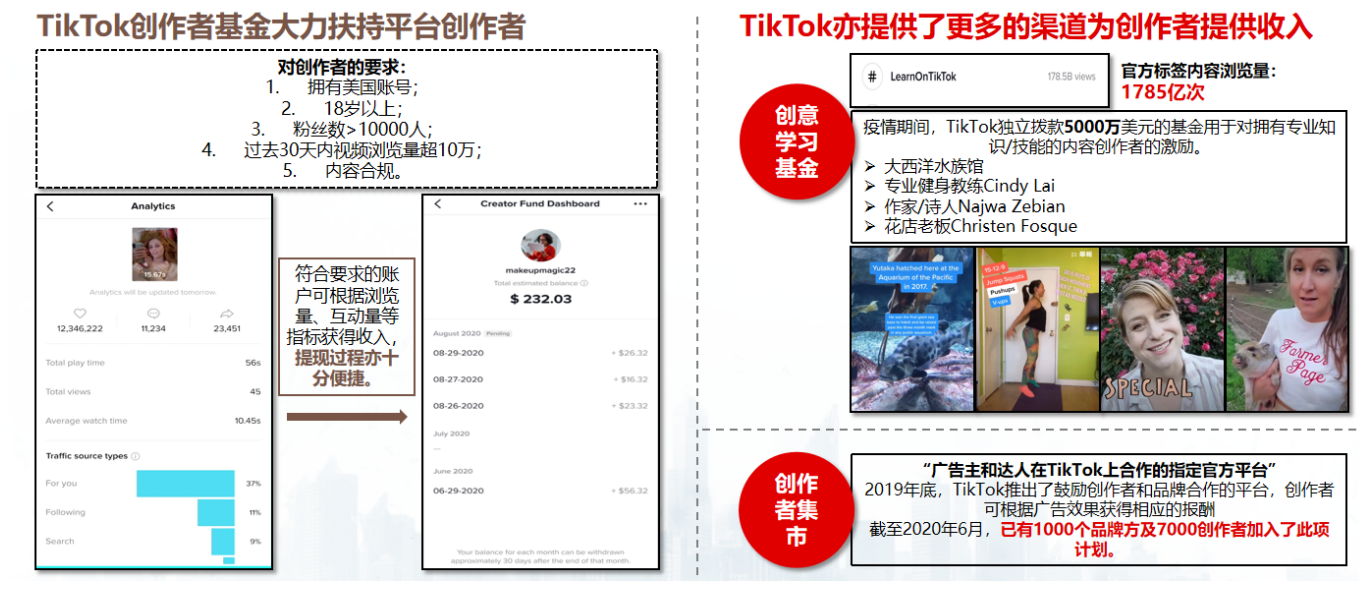 TikTok创作者基金大力扶持平台创作者
对创作者的要求：
1. 拥有美国账号；
2. 18岁以上；
3. 粉丝数>10000人；
4. 过去30天内视频浏览量超10万；
5. 内容合规。
Analytics
15.67s
Analytics will be updated tomorrow.
12,346,222 11,234 23,451
Total play time 56s
Total views 45
Average watch time 10.45s
Traffic source types
For you 37%
Following 11%
Search 9%
符合要求的账
户可根据浏览
量、互动量等
指标获得收入，
提现过程亦十
分便捷。
Creator Fund Dashboard
makeupmagic22
Total estimated balance
$ 232.03
August 2020 Pending
08-29-2020 + $26.32
08-27-2020 + $16.32
08-26-2020 + $23.32
July 2020
---
June 2020
06-29-2020 + $56.32
Your balance for each month can be withdrawn
approximately 30 days after the end of that month.
TikTok亦提供了更多的渠道为创作者提供收入
创意
学习
基金
# LearnOnTikTok 178.5B views
官方标签内容浏览量：
1785亿次
疫情期间，TikTok独立拨款5000万美元的基金用于对拥有专业知
识/技能的内容创作者的激励。
➢ 大西洋水族馆
➢ 专业健身教练Cindy Lai
➢ 作家/诗人Najwa Zebian
➢ 花店老板Christen Fosque
Yutaka hatched here at the
Aquarium of the Pacific
in 2017.
Jump Squats
Pushups
V-ups
SPECIAL
Farmer
Page
创作
者集
市
“广告主和达人在TikTok上合作的指定官方平台”
2019年底，TikTok推出了鼓励创作者和品牌合作的平台，创作者
可根据广告效果获得相应的报酬
截至2020年6月，已有1000个品牌方及7000创作者加入了此项
计划。